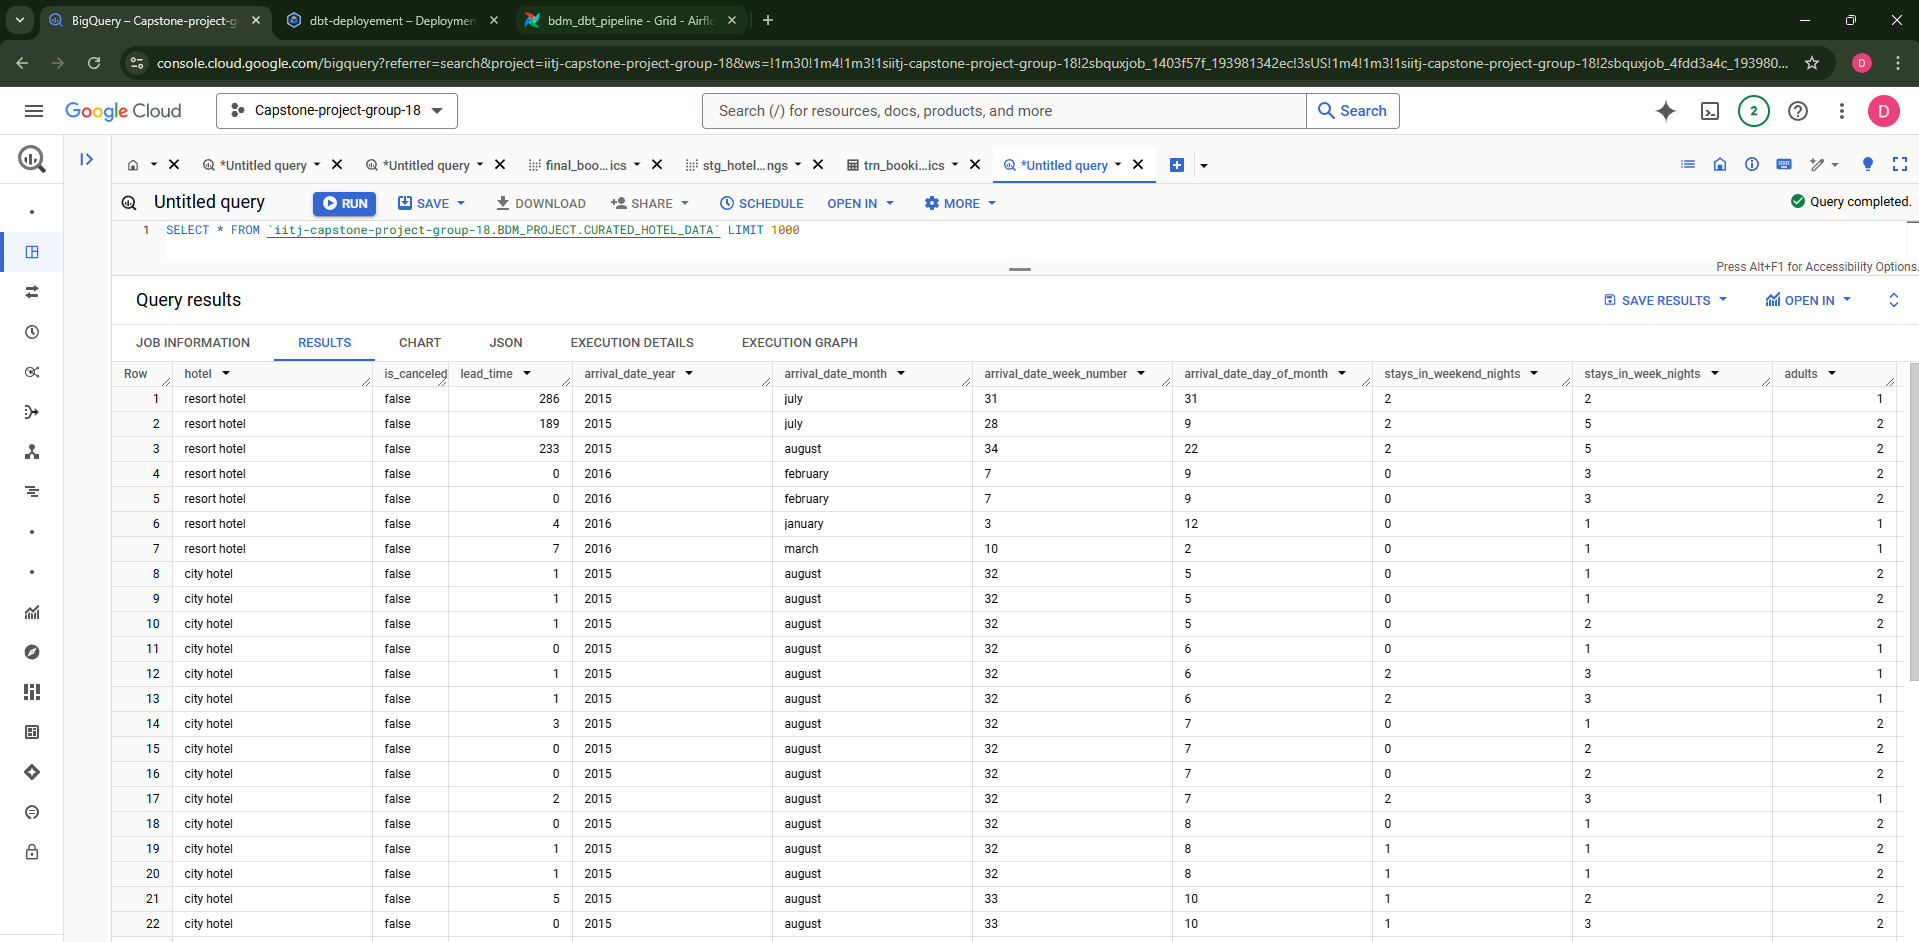 BigQuery – Capstone-project-g
dbt-deployement – Deploymen
bdm_dbt_pipeline - Grid - Airfl
console.cloud.google.com/bigquery?referrer=search&project=iitj-capstone-project-group-18&ws=!1m30!1m4!1m3!1siitj-capstone-project-group-18!2sbquxjob_1403f57f_193981342ec!3sUS!1m4!1m3!1siitj-capstone-project-group-18!2sbquxjob_4fdd3a4c_193980...
D
Google Cloud
Capstone-project-group-18
Search (/) for resources, docs, products, and more
Search
2
D
*Untitled query
*Untitled query
final_boo...ics
stg_hotel...ngs
trn_booki...ics
*Untitled query
Untitled query
RUN
SAVE
DOWNLOAD
SHARE
SCHEDULE
OPEN IN
MORE
Query completed.
1 SELECT * FROM `iitj-capstone-project-group-18.BDM_PROJECT.CURATED_HOTEL_DATA` LIMIT 1000
Press Alt+F1 for Accessibility Options.
Query results
SAVE RESULTS
OPEN IN
JOB INFORMATION RESULTS CHART JSON EXECUTION DETAILS EXECUTION GRAPH
Row hotel is_canceled lead_time arrival_date_year arrival_date_month arrival_date_week_number arrival_date_day_of_month stays_in_weekend_nights stays_in_week_nights adults
1 resort hotel false 286 2015 july 31 31 2 2 1
2 resort hotel false 189 2015 july 28 9 2 5 2
3 resort hotel false 233 2015 august 34 22 2 5 2
4 resort hotel false 0 2016 february 7 9 0 3 2
5 resort hotel false 0 2016 february 7 9 0 3 2
6 resort hotel false 4 2016 january 3 12 0 1 1
7 resort hotel false 7 2016 march 10 2 0 1 1
8 city hotel false 1 2015 august 32 5 0 1 2
9 city hotel false 1 2015 august 32 5 0 1 2
10 city hotel false 1 2015 august 32 5 0 2 2
11 city hotel false 0 2015 august 32 6 0 1 1
12 city hotel false 1 2015 august 32 6 2 3 1
13 city hotel false 1 2015 august 32 6 2 3 1
14 city hotel false 3 2015 august 32 7 0 1 2
15 city hotel false 0 2015 august 32 7 0 2 2
16 city hotel false 0 2015 august 32 7 0 2 2
17 city hotel false 2 2015 august 32 7 2 3 1
18 city hotel false 0 2015 august 32 8 0 1 2
19 city hotel false 1 2015 august 32 8 1 1 2
20 city hotel false 1 2015 august 32 8 1 1 2
21 city hotel false 5 2015 august 33 10 1 2 2
22 city hotel false 0 2015 august 33 10 1 3 2